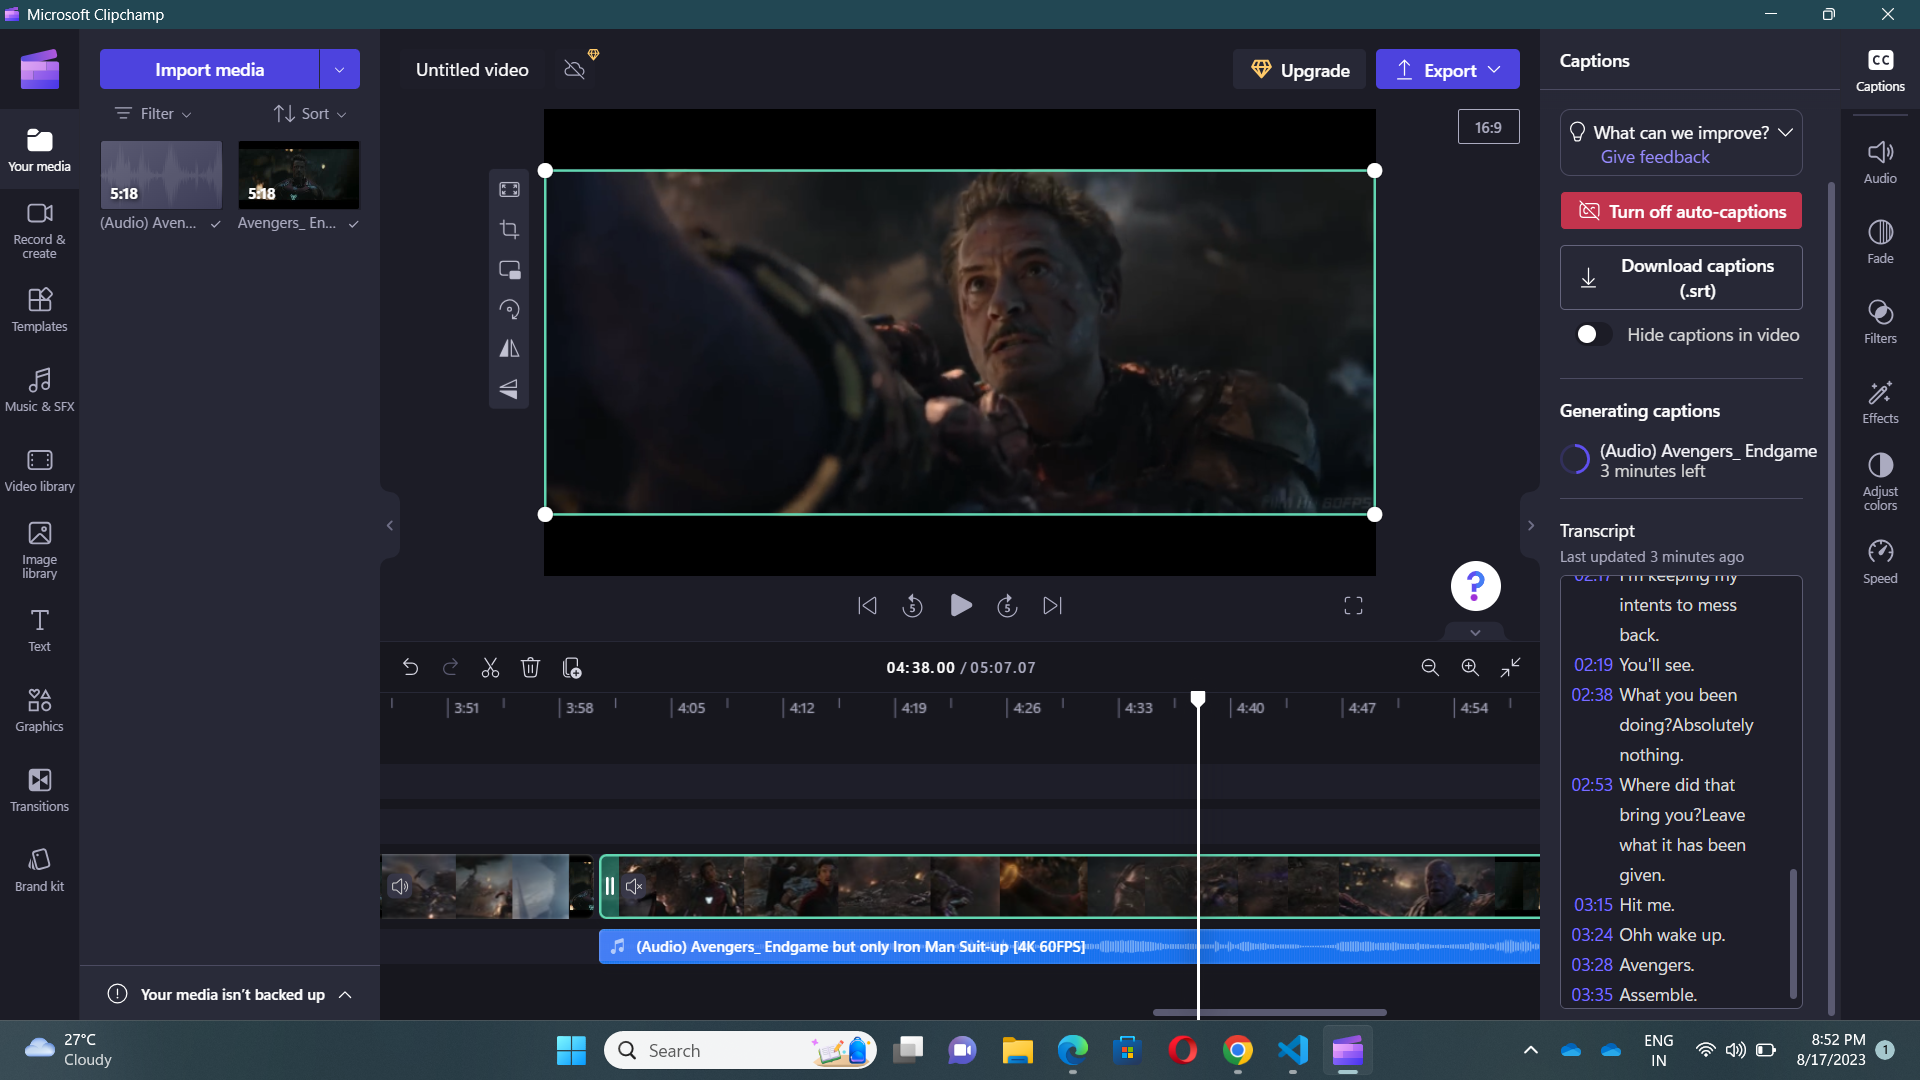 Microsoft Clipchamp
Import media
Filter
Sort
5:18
5:18
(Audio) Aven...
Avengers_ En...
Your media
Record &
create
Templates
Music & SFX
Video library
Image
library
Text
Graphics
Transitions
Brand kit
Your media isn't backed up
Untitled video
Upgrade
Export
16:9
5
5
?
04:38.00 / 05:07.07
3:51
3:58
4:05
4:12
4:19
4:26
4:33
4:40
4:47
4:54
(Audio) Avengers_ Endgame but only Iron Man Suit-up [4K 60FPS]
Captions
What can we improve?
Give feedback
Turn off auto-captions
Download captions
(.srt)
Hide captions in video
Generating captions
(Audio) Avengers_ Endgame
3 minutes left
Transcript
Last updated 3 minutes ago
02:17 I'm keeping my
intents to mess
back.
02:19 You'll see.
02:38 What you been
doing?Absolutely
nothing.
02:53 Where did that
bring you?Leave
what it has been
given.
03:15 Hit me.
03:24 Ohh wake up.
03:28 Avengers.
03:35 Assemble.
CC
Captions
Audio
Fade
Filters
Effects
Adjust
colors
Speed
27°C
Cloudy
Search
ENG
IN
8:52 PM
8/17/2023
1